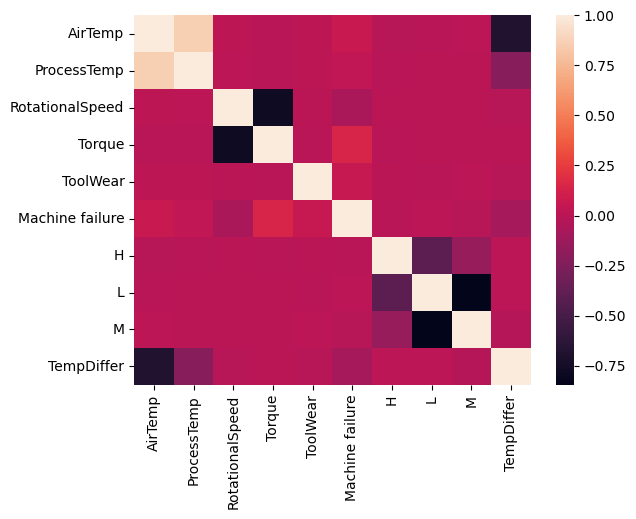 AirTemp
ProcessTemp
RotationalSpeed
Torque
ToolWear
Machine failure
H
L
M
TempDiffer
AirTemp
ProcessTemp
RotationalSpeed
Torque
ToolWear
Machine failure
H
L
M
TempDiffer
1.00
0.75
0.50
0.25
0.00
−0.25
−0.50
−0.75